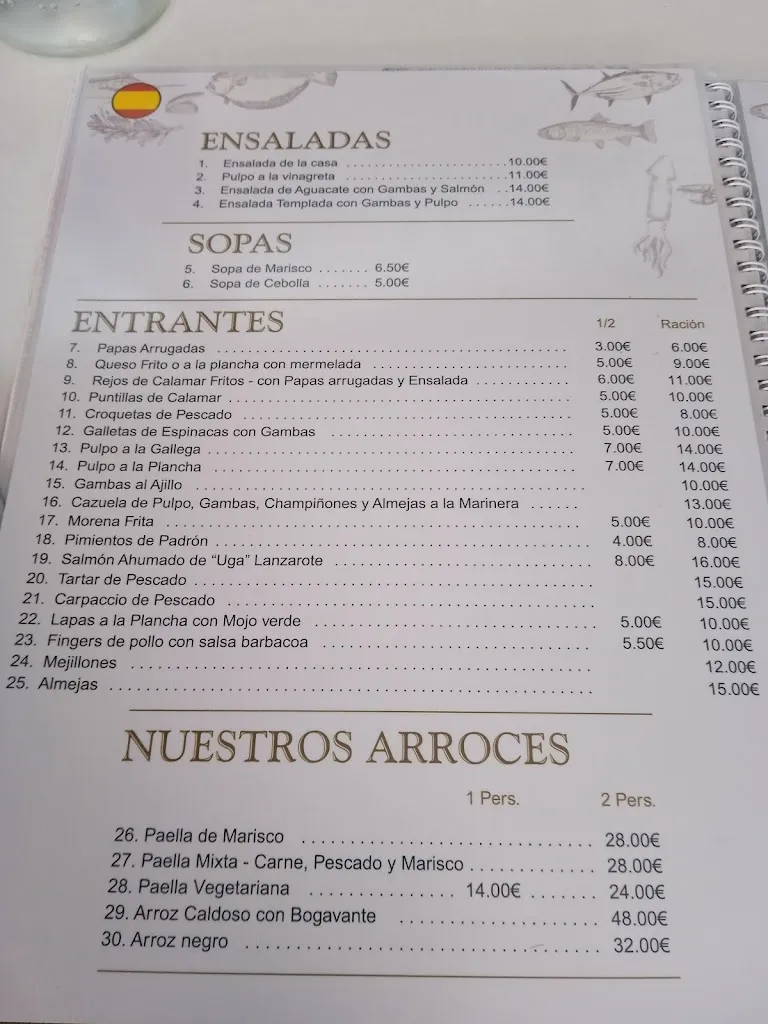 ENSALADAS
1. Ensalada de la casa ........................ 10.00€
2. Pulpo a la vinagreta ........................ 11.00€
3. Ensalada de Aguacate con Gambas y Salmón .. 14.00€
4. Ensalada Templada con Gambas y Pulpo ...... 14.00€
SOPAS
5. Sopa de Marisco ....... 6.50€
6. Sopa de Cebolla ....... 5.00€
ENTRANTES 1/2 Ración
7. Papas Arrugadas ........................ 3.00€ 6.00€
8. Queso Frito o a la plancha con mermelada ........................ 5.00€ 9.00€
9. Rejos de Calamar Fritos - con Papas arrugadas y Ensalada ............ 6.00€ 11.00€
10. Puntillas de Calamar ........................ 5.00€ 10.00€
11. Croquetas de Pescado ........................ 5.00€ 8.00€
12. Galletas de Espinacas con Gambas ........................ 5.00€ 10.00€
13. Pulpo a la Gallega ........................ 7.00€ 14.00€
14. Pulpo a la Plancha ........................ 7.00€ 14.00€
15. Gambas al Ajillo ........................ 10.00€
16. Cazuela de Pulpo, Gambas, Champiñones y Almejas a la Marinera ...... 13.00€
17. Morena Frita ........................ 5.00€ 10.00€
18. Pimientos de Padrón ........................ 4.00€ 8.00€
19. Salmón Ahumado de “Uga” Lanzarote ........................ 8.00€ 16.00€
20. Tartar de Pescado ........................ 15.00€
21. Carpaccio de Pescado ........................ 15.00€
22. Lapas a la Plancha con Mojo verde ........................ 5.00€ 10.00€
23. Fingers de pollo con salsa barbacoa ........................ 5.50€ 10.00€
24. Mejillones ........................ 12.00€
25. Almejas ........................ 15.00€
NUESTROS ARROCES
1 Pers. 2 Pers.
26. Paella de Marisco ........................ 28.00€
27. Paella Mixta - Carne, Pescado y Marisco ............ 28.00€
28. Paella Vegetariana ............ 14.00€ ....... 24.00€
29. Arroz Caldoso con Bogavante ................ 48.00€
30. Arroz negro ........................ 32.00€